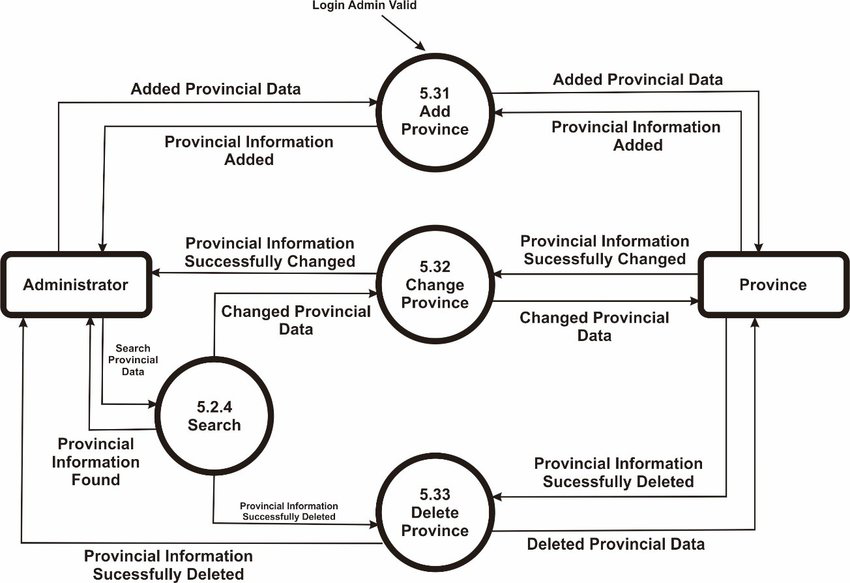 Login Admin Valid
Added Provincial Data
5.31
Add
Province
Added Provincial Data
Provincial Information
Added
Provincial Information
Added
Provincial Information
Successfully Changed
5.32
Change
Province
Provincial Information
Sucessfully Changed
Administrator
Province
Changed Provincial
Data
Changed Provincial
Data
Search
Provincial
Data
5.2.4
Search
Provincial
Information
Found
Provincial Information
Sucessfully Deleted
5.33
Delete
Province
Provincial Information
Successfully Deleted
Deleted Provincial Data
Provincial Information
Sucessfully Deleted